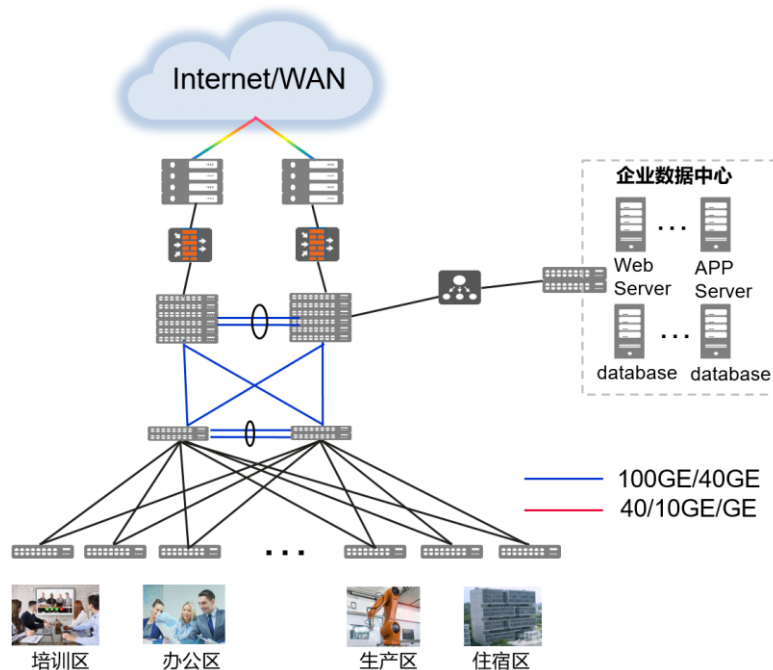 Internet/WAN
企业数据中心
Web
Server
APP
Server
database
database
100GE/40GE
40/10GE/GE
培训区
办公区
生产区
住宿区